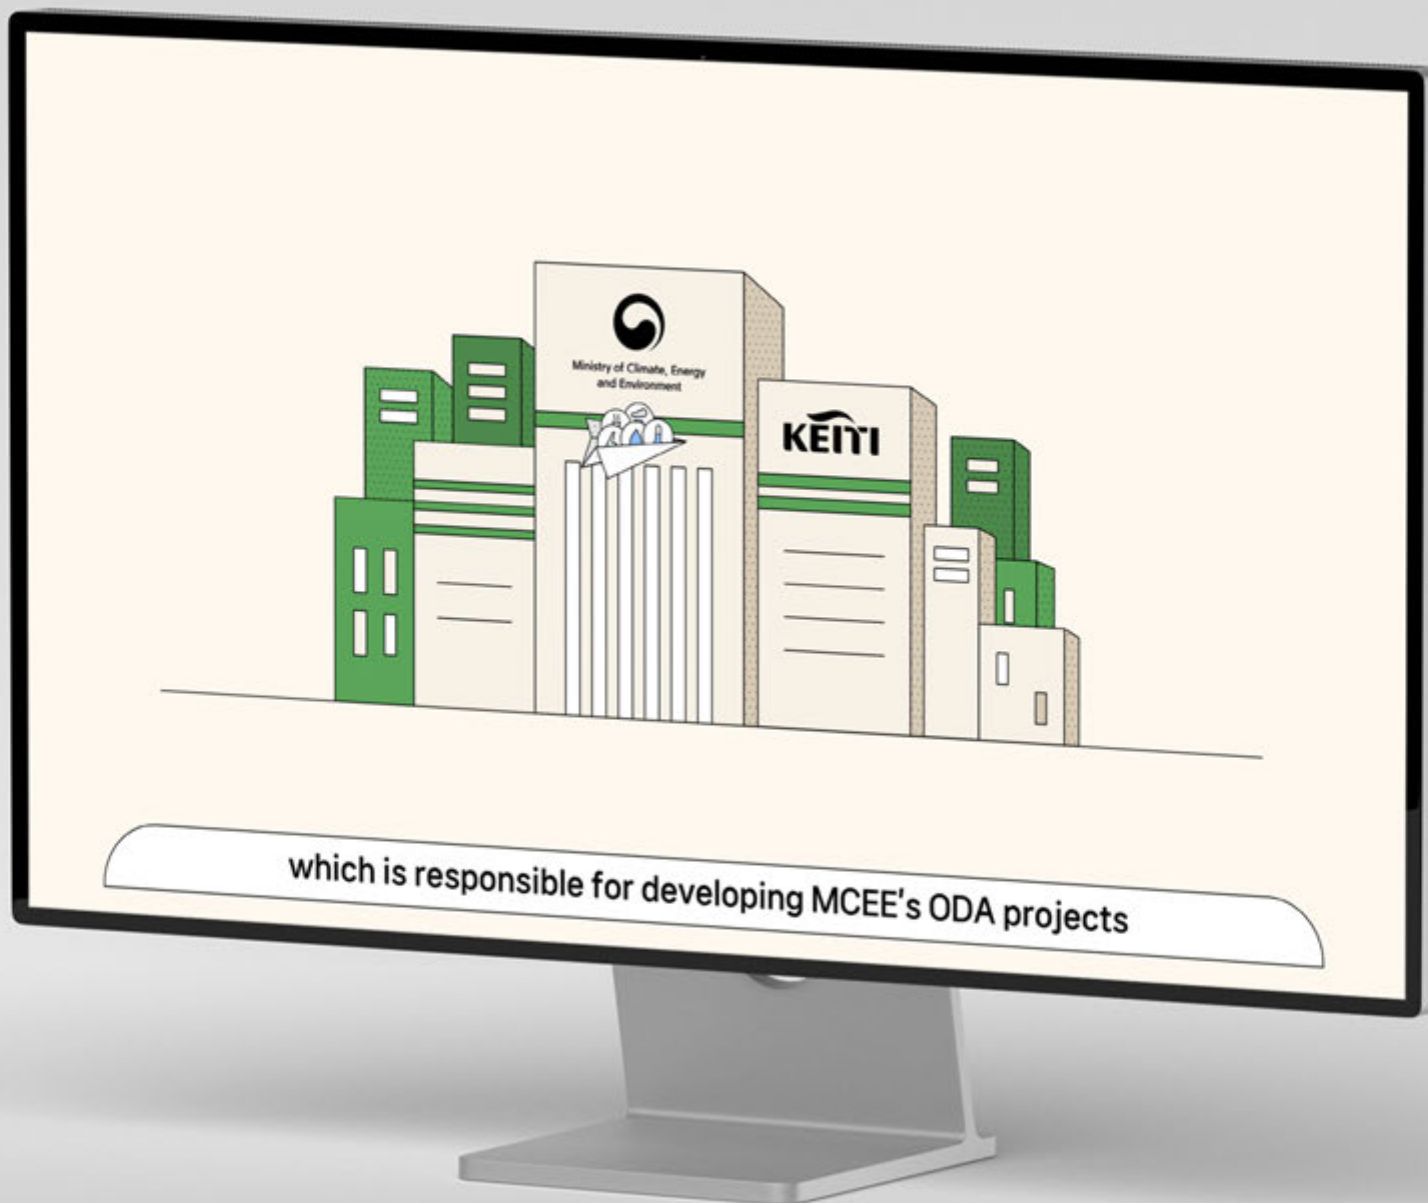 Ministry of Climate, Energy
and Environment
KEITI
which is responsible for developing MCEE's ODA projects